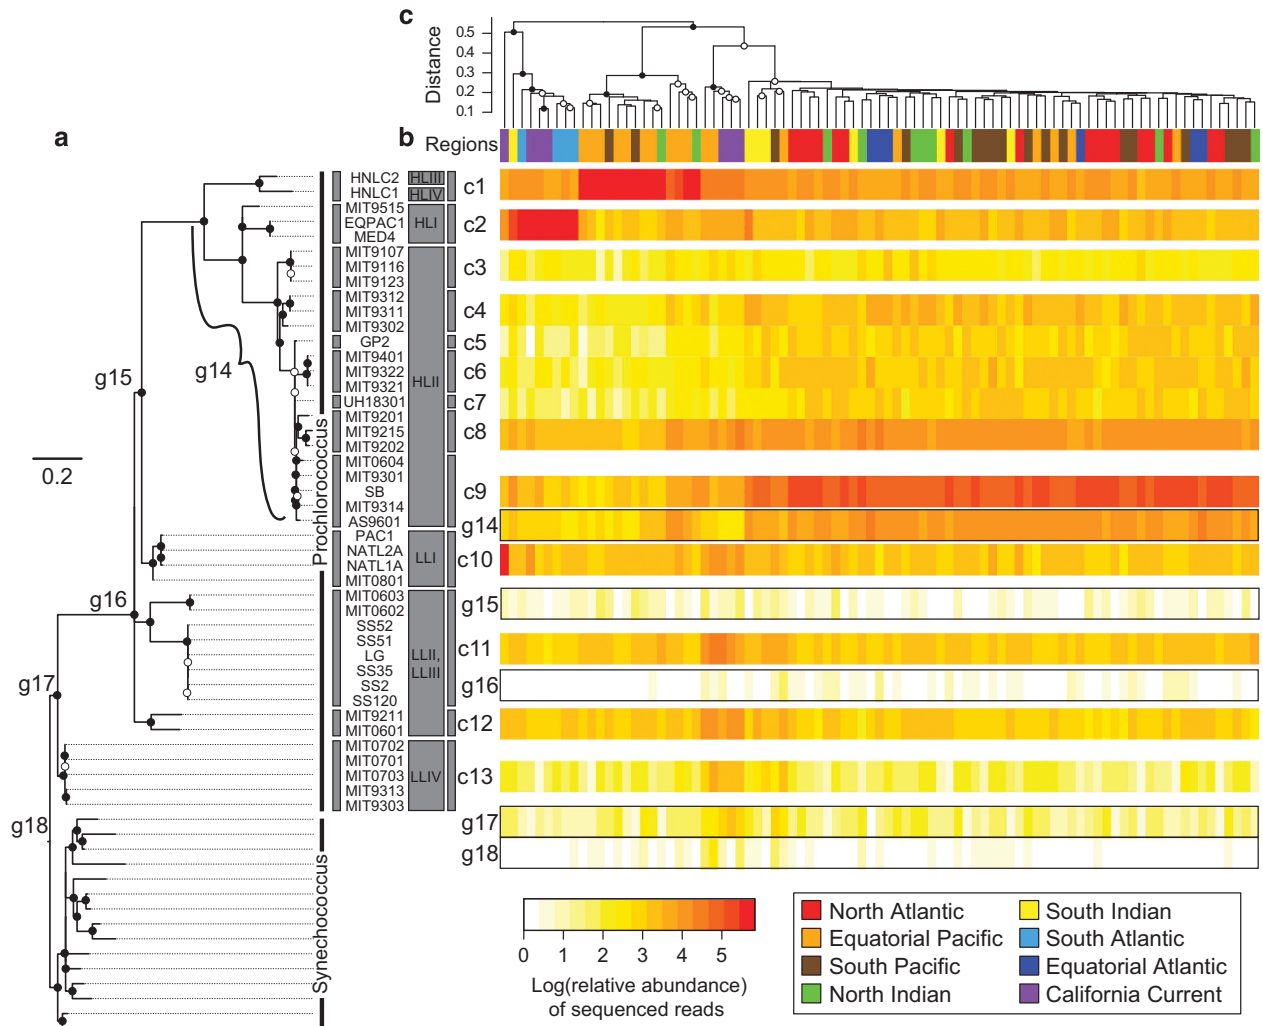 c
Distance
0.5
0.4
0.3
0.2
0.1
a
b
Regions
HNLC2
HNLC1
MIT9515
EQPAC1
MED4
MIT9107
MIT9116
MIT9123
MIT9312
MIT9311
MIT9302
GP2
MIT9401
MIT9322
MIT9321
UH18301
MIT9201
MIT9215
MIT9202
MIT0604
MIT9301
SB
MIT9314
AS9601
PAC1
NATL2A
NATL1A
MIT0801
MIT0603
MIT0602
SS52
SS51
LG
SS35
SS2
SS120
MIT9211
MIT0601
MIT0702
MIT0701
MIT0703
MIT9313
MIT9303
HLIII
HLIV
HLI
HLII
LLI
LLII,
LLIII
LLIV
c1
c2
c3
c4
c5
c6
c7
c8
c9
g14
c10
g15
c11
g16
c12
c13
g17
g18
g15
g14
g16
g17
g18
0.2
Prochlorococcus
Synechococcus
0 1 2 3 4 5
Log(relative abundance)
of sequenced reads
North Atlantic
Equatorial Pacific
South Pacific
North Indian
South Indian
South Atlantic
Equatorial Atlantic
California Current